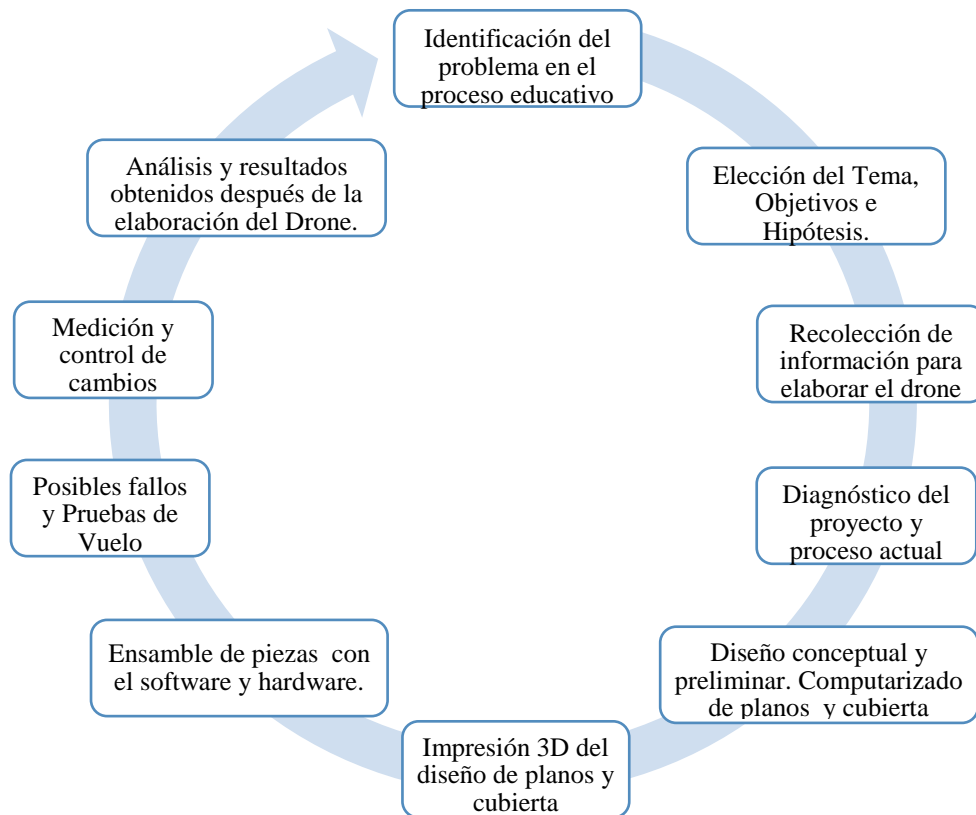 Identificación del
problema en el
proceso educativo
Elección del Tema,
Objetivos e
Hipótesis.
Recolección de
información para
elaborar el drone
Diagnóstico del
proyecto y
proceso actual
Diseño conceptual y
preliminar. Computarizado
de planos y cubierta
Impresión 3D del
diseño de planos y
cubierta
Ensamble de piezas con
el software y hardware.
Posibles fallos
y Pruebas de
Vuelo
Medición y
control de
cambios
Análisis y resultados
obtenidos después de la
elaboración del Drone.